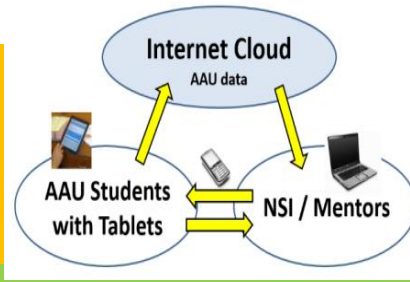 Internet Cloud
AAU data
AAU Students
with Tablets
NSI / Mentors